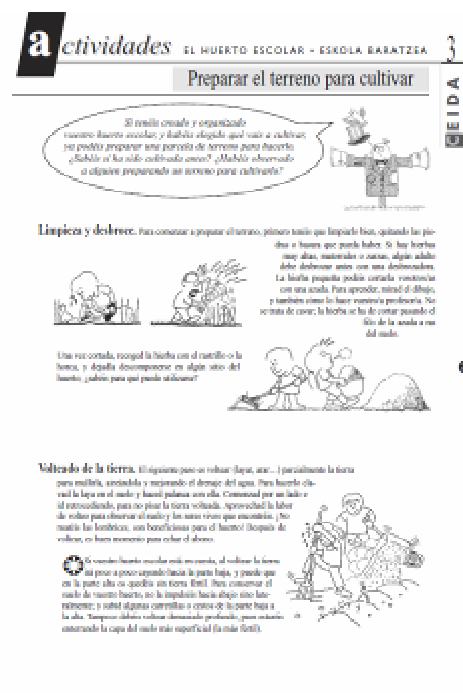 actividades EL HUERTO ESCOLAR - ESKOLA BARATZEA 3
CEIDA
Preparar el terreno para cultivar
Si tenéis creado y organizado
vuestro huerto escolar, y habéis elegido qué vais a cultivar,
ya podéis preparar una parcela de terreno para hacerlo.
¿Sabéis si ha sido cultivada antes? ¿Habéis observado
a alguien preparando un terreno para cultivarlo?
Limpieza y desbroce. Para comenzar a preparar el terreno, primero tenéis que limpiarlo bien, quitando las pie-
dras o basura que pueda haber. Si hay hierbas
muy altas, matorrales o zarzas, algún adulto
debe desbrozar antes con una desbrozadora.
La hierba pequeña podéis cortarla vosotros/as
con una azada. Para aprender, mirad el dibujo,
y también cómo lo hace vuestro/a profesor/a. No
se trata de cavar; la hierba se ha de cortar pasando el
filo de la azada a ras
del suelo.
Una vez cortada, recoged la hierba con el rastrillo o la
horca, y dejadla descomponerse en algún sitio del
huerto, ¿sabéis para qué puede utilizarse?
Volteado de la tierra. El siguiente paso es voltear (layar, arar...) parcialmente la tierra
para mullirla, aireándola y mejorando el drenaje del agua. Para hacerlo cla-
vad la laya en el suelo y haced palanca con ella. Comenzad por un lado e
id retrocediendo, para no pisar la tierra volteada. Aprovechad la labor
de volteo para observar el suelo y los seres vivos que encontréis. ¡No
matéis las lombrices, son beneficiosas para el huerto! Después de
voltear, es buen momento para echar el abono.
Si vuestro huerto escolar está en cuesta, al voltear la tierra
irá poco a poco cayendo hacia la parte baja, y puede que
en la parte alta os quedéis sin tierra fértil. Para conservar el
suelo de vuestro huerto, no la impulséis hacia abajo sino late-
ralmente; y subid algunas carretillas o cestos de la parte baja a
la alta. Tampoco debéis voltear demasiado profundo, pues estaríais
enterrando la capa del suelo más superficial (la más fértil).